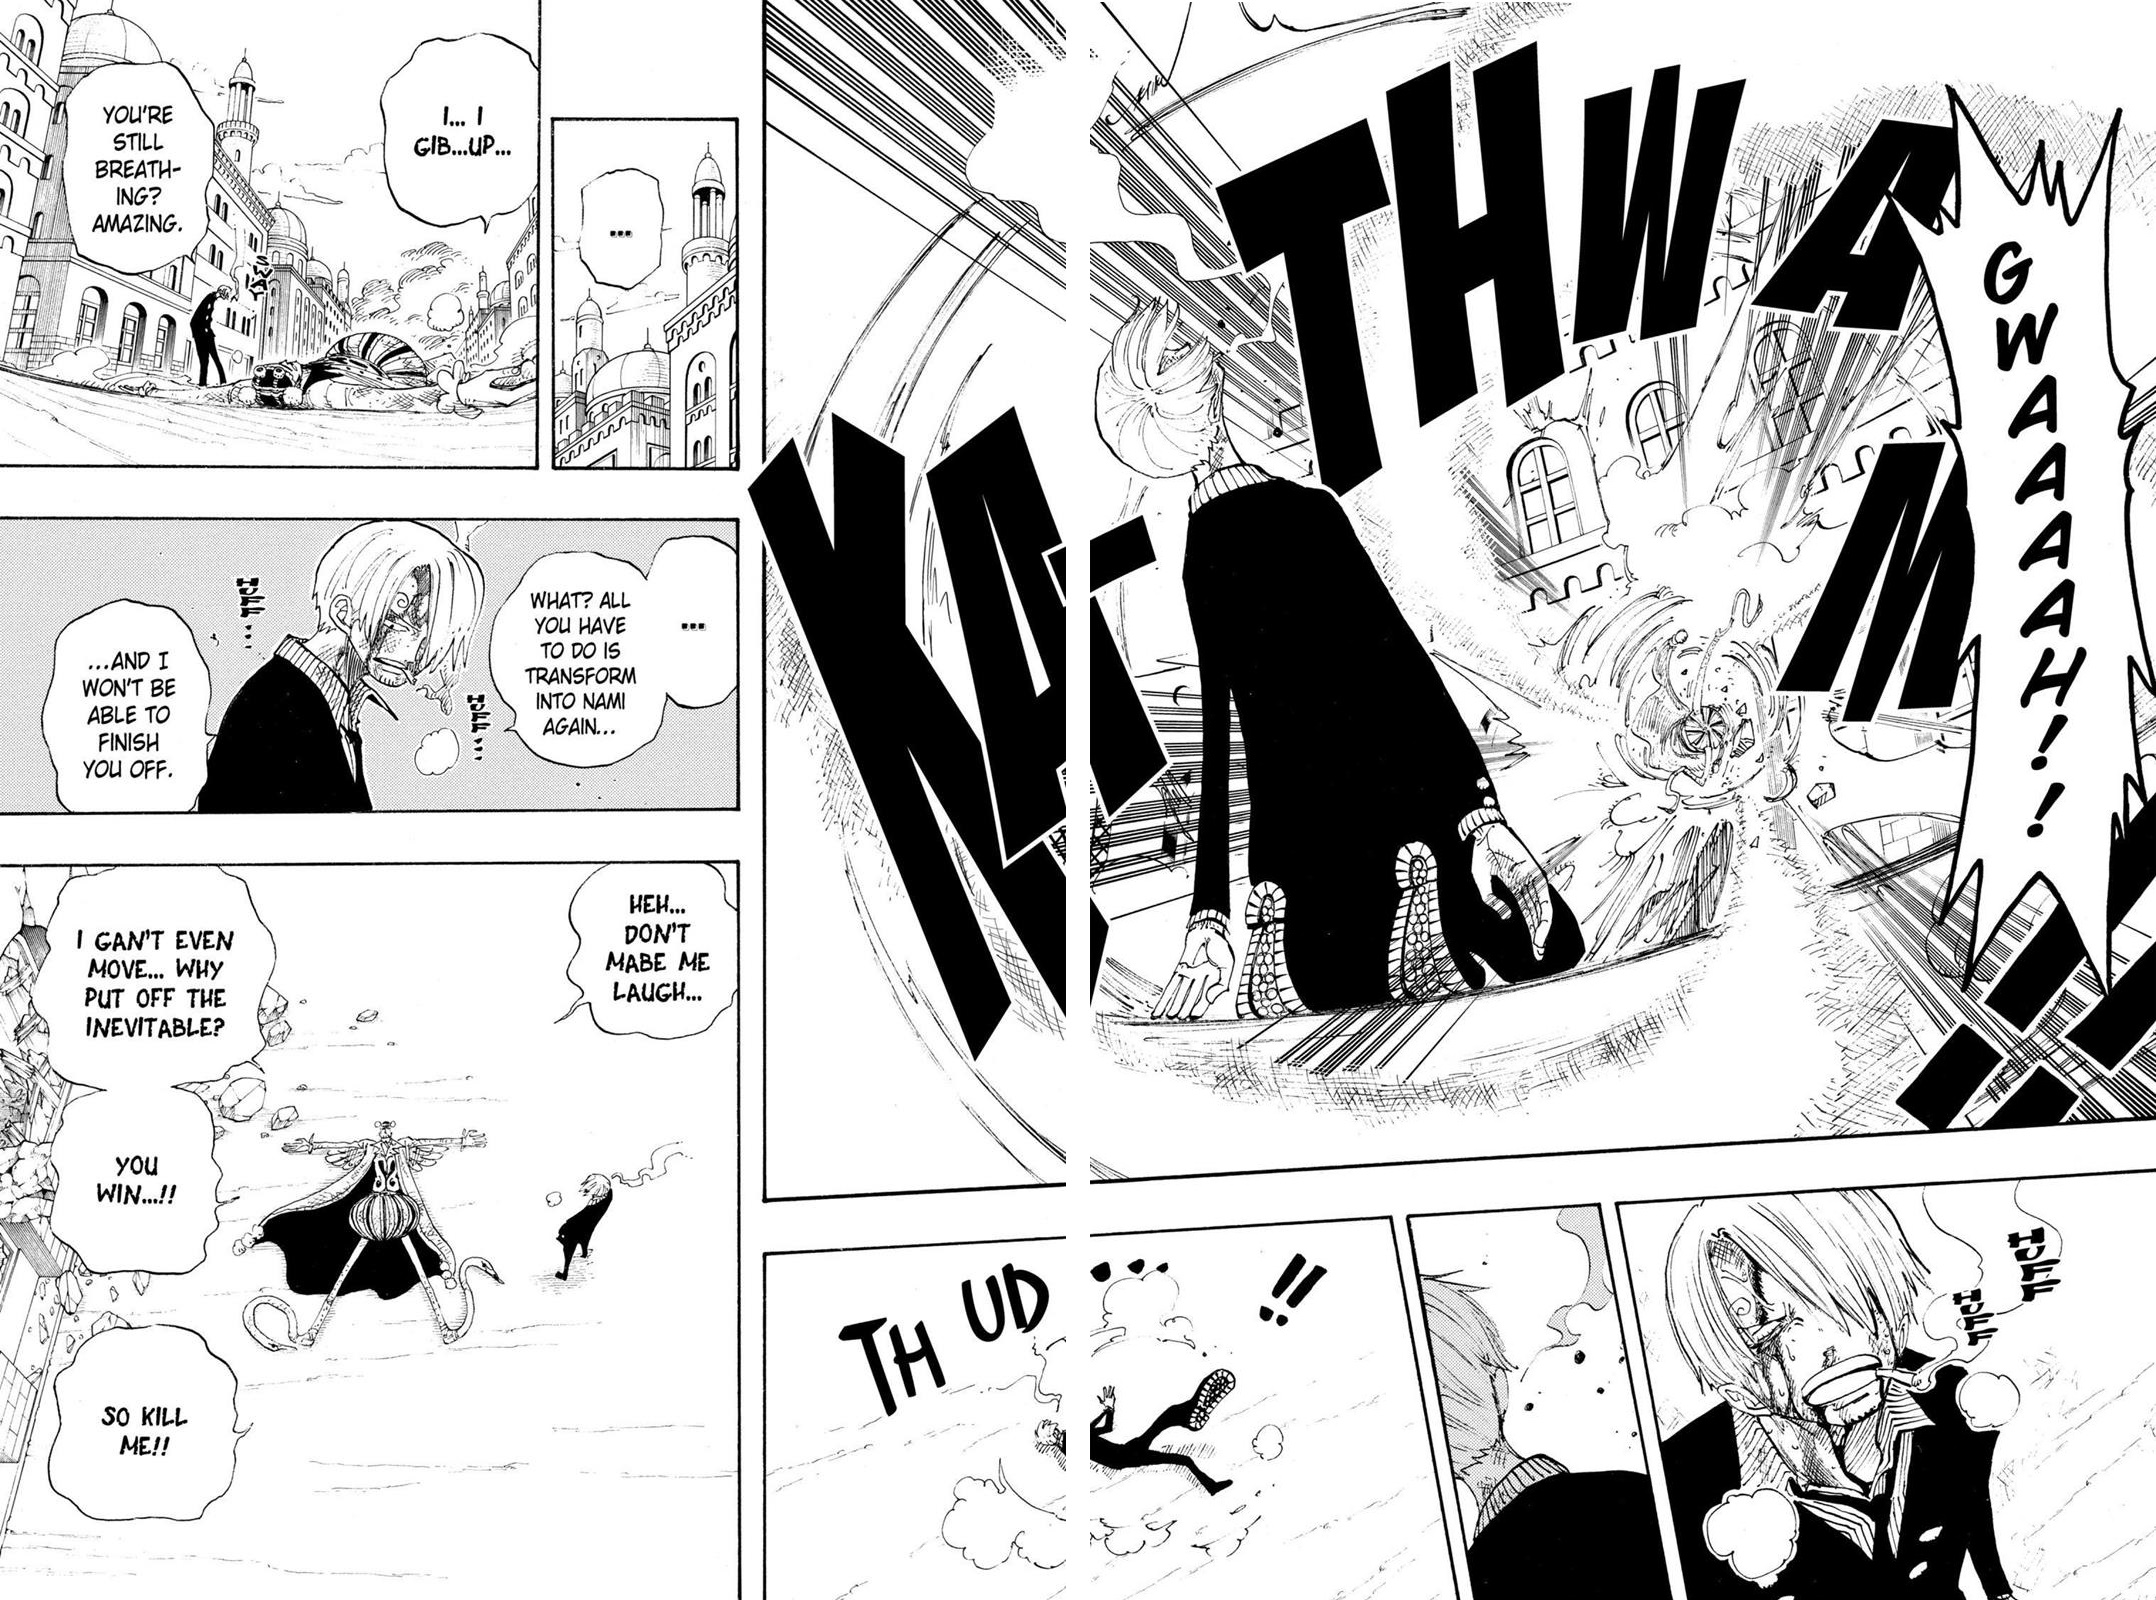 GWAAAAH!!
KA-
THWAM!!
HUFF
HUFF
!!
THUD...
...
I... I
GIB...UP...
YOU'RE
STILL
BREATH-
ING?
AMAZING.
SWAY
...
WHAT? ALL
YOU HAVE
TO DO IS
TRANSFORM
INTO NAMI
AGAIN...
HUFF...
HUFF...
...AND I
WON'T BE
ABLE TO
FINISH
YOU OFF.
HEH...
DON'T
MABE ME
LAUGH...
I GAN'T EVEN
MOVE... WHY
PUT OFF THE
INEVITABLE?
YOU
WIN...!!
SO KILL
ME!!